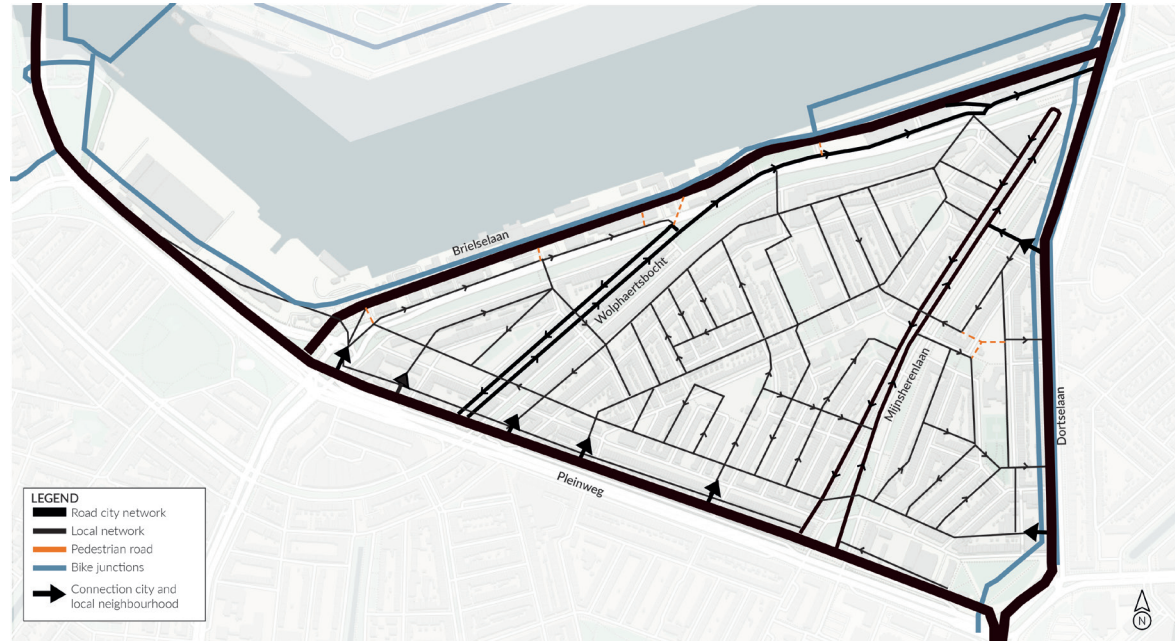 Brielselaan
Wolphaertsbocht
Mijnsherenlaan
Dortselaan
Pleinweg
LEGEND
Road city network
Local network
Pedestrian road
Bike junctions
Connection city and
local neighbourhood
N